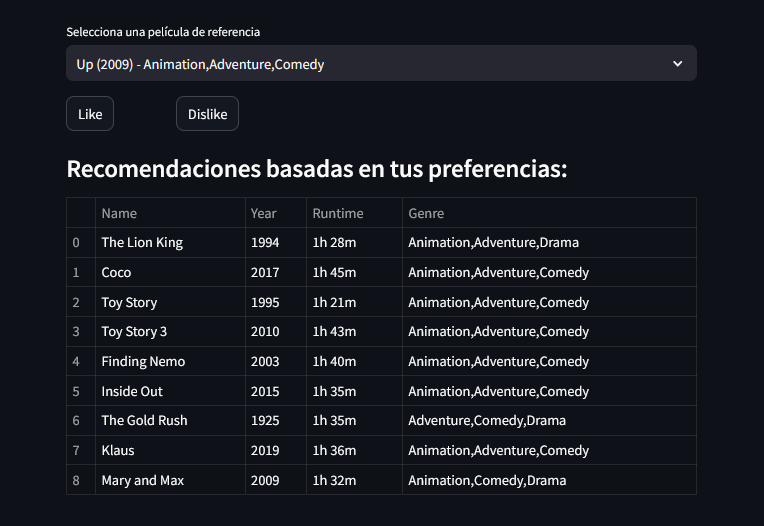 Selecciona una película de referencia
Up (2009) - Animation,Adventure,Comedy
Like Dislike
Recomendaciones basadas en tus preferencias:
Name Year Runtime Genre
0 The Lion King 1994 1h 28m Animation,Adventure,Drama
1 Coco 2017 1h 45m Animation,Adventure,Comedy
2 Toy Story 1995 1h 21m Animation,Adventure,Comedy
3 Toy Story 3 2010 1h 43m Animation,Adventure,Comedy
4 Finding Nemo 2003 1h 40m Animation,Adventure,Comedy
5 Inside Out 2015 1h 35m Animation,Adventure,Comedy
6 The Gold Rush 1925 1h 35m Adventure,Comedy,Drama
7 Klaus 2019 1h 36m Animation,Adventure,Comedy
8 Mary and Max 2009 1h 32m Animation,Comedy,Drama